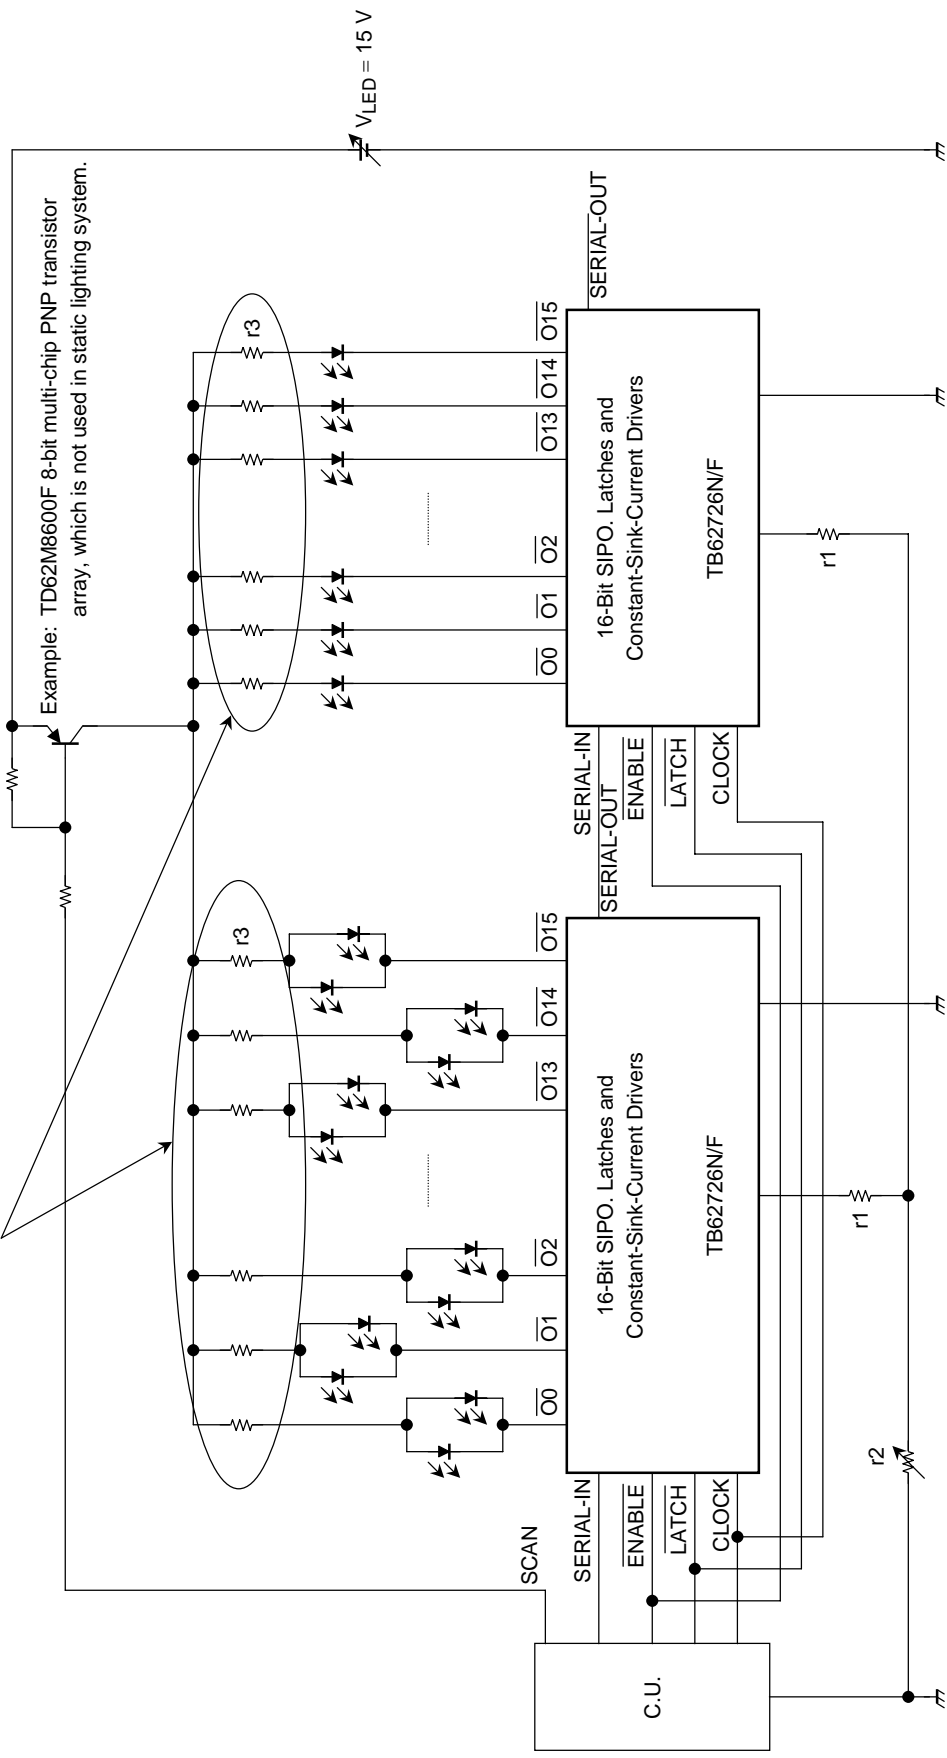 Example: TD62M8600F 8-bit multi-chip PNP transistor
array, which is not used in static lighting system.
VLED = 15 V
r3
r3
O0
O1
O2
O13
O14
O15
O0
O1
O2
O13
O14
O15
SCAN
SERIAL-IN
ENABLE
LATCH
CLOCK
C.U.
16-Bit SIPO. Latches and
Constant-Sink-Current Drivers
TB62726N/F
SERIAL-OUT
SERIAL-IN
ENABLE
LATCH
CLOCK
16-Bit SIPO. Latches and
Constant-Sink-Current Drivers
TB62726N/F
SERIAL-OUT
r1
r1
r2